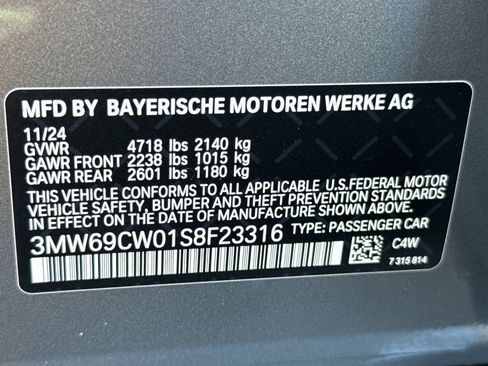 MFD BY BAYERISCHE MOTOREN WERKE AG
11/24
GVWR 4718 lbs 2140 kg
GAWR FRONT 2238 lbs 1015 kg
GAWR REAR 2601 lbs 1180 kg
THIS VEHICLE CONFORMS TO ALL APPLICABLE U.S.FEDERAL MOTOR
VEHICLE SAFETY, BUMPER AND THEFT PREVENTION STANDARDS
IN EFFECT ON THE DATE OF MANUFACTURE SHOWN ABOVE.
3MW69CW01S8F23316 TYPE: PASSENGER CAR
C4W
7 315 814